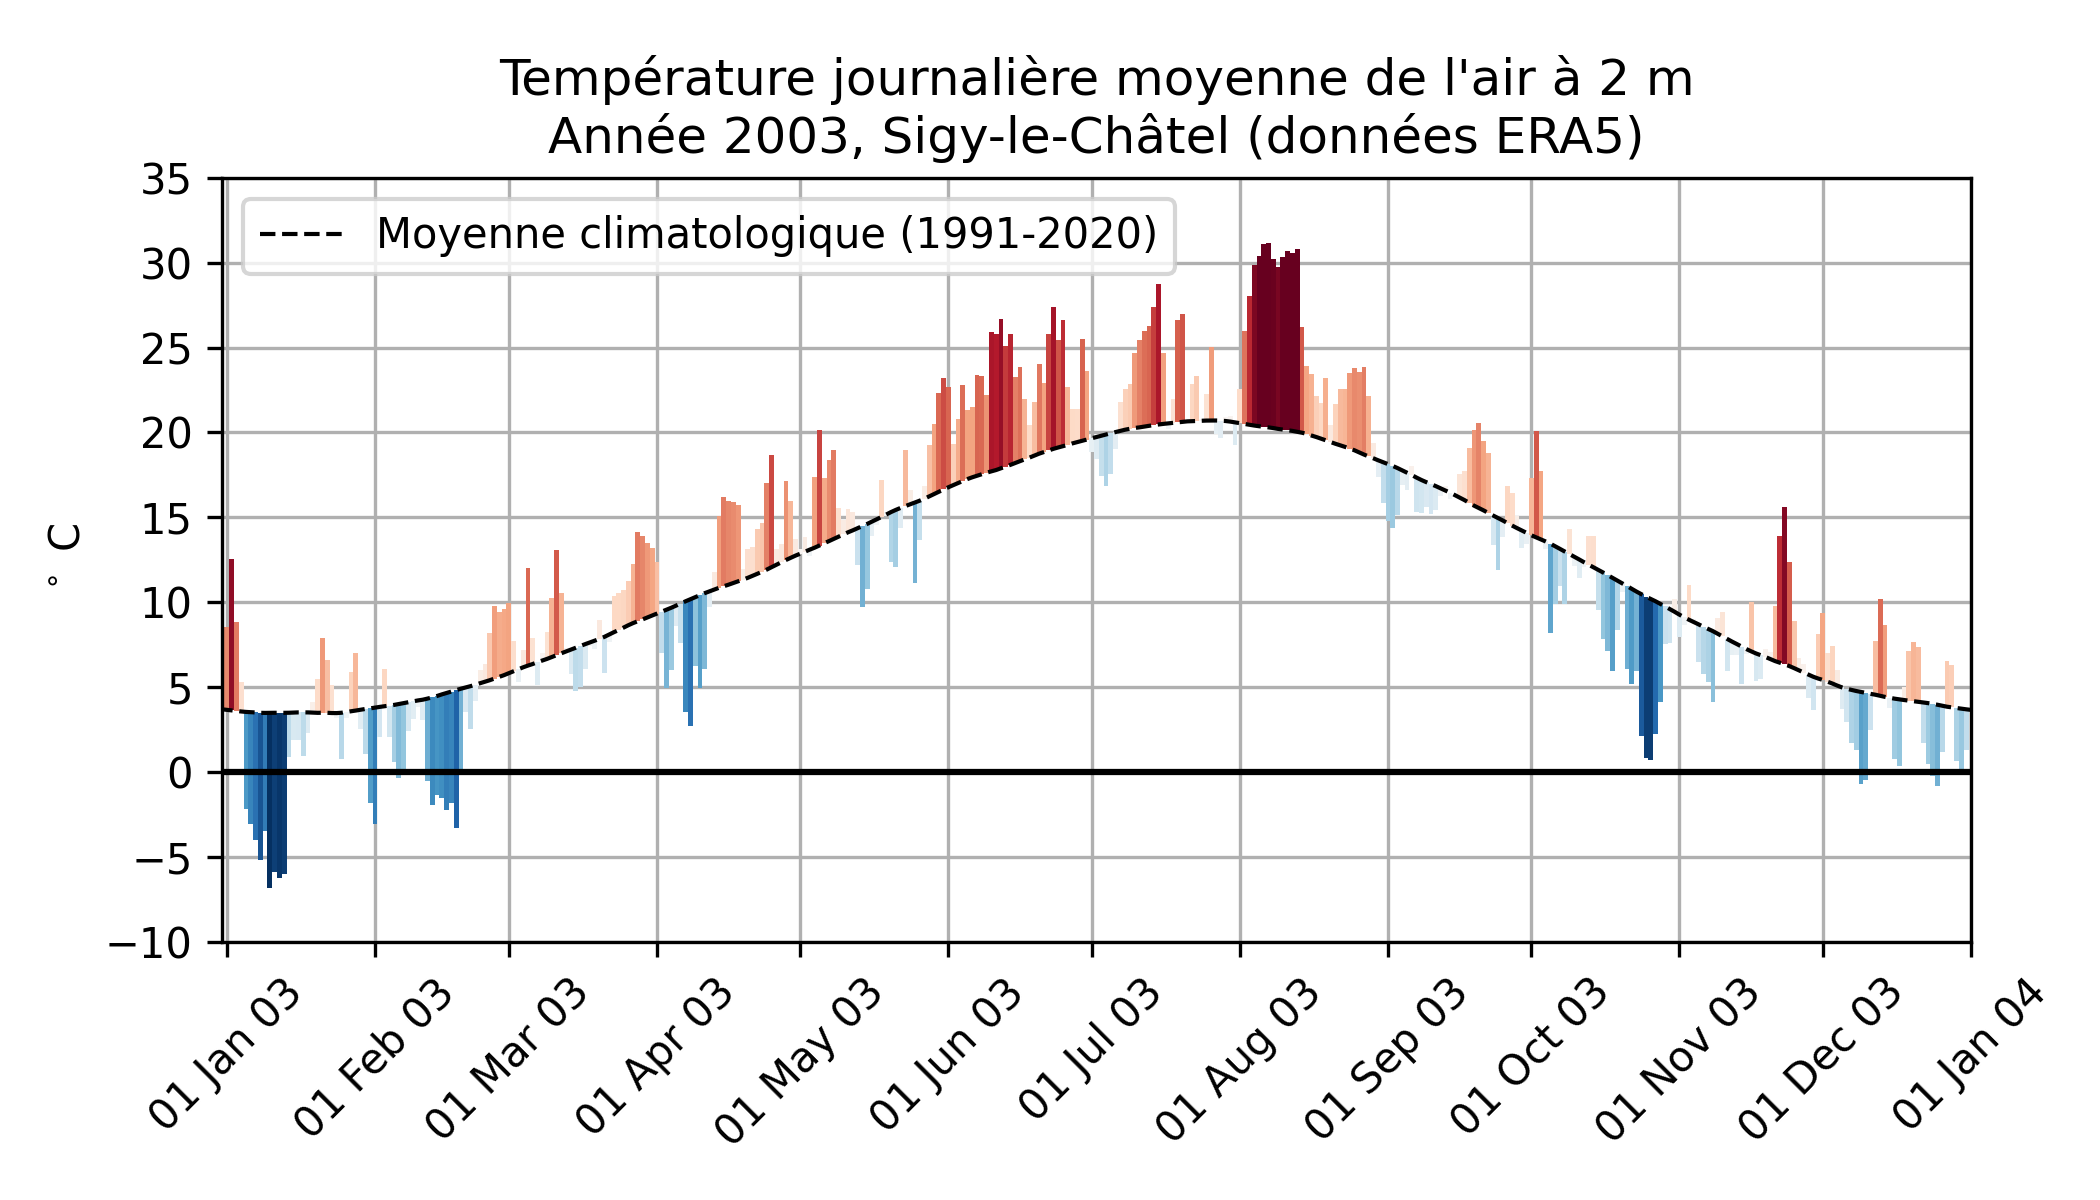 Température journalière moyenne de l'air à 2 m
Année 2003, Sigy-le-Châtel (données ERA5)
Moyenne climatologique (1991-2020)
° C
35
30
25
20
15
10
5
0
−5
−10
01 Jan 03
01 Feb 03
01 Mar 03
01 Apr 03
01 May 03
01 Jun 03
01 Jul 03
01 Aug 03
01 Sep 03
01 Oct 03
01 Nov 03
01 Dec 03
01 Jan 04